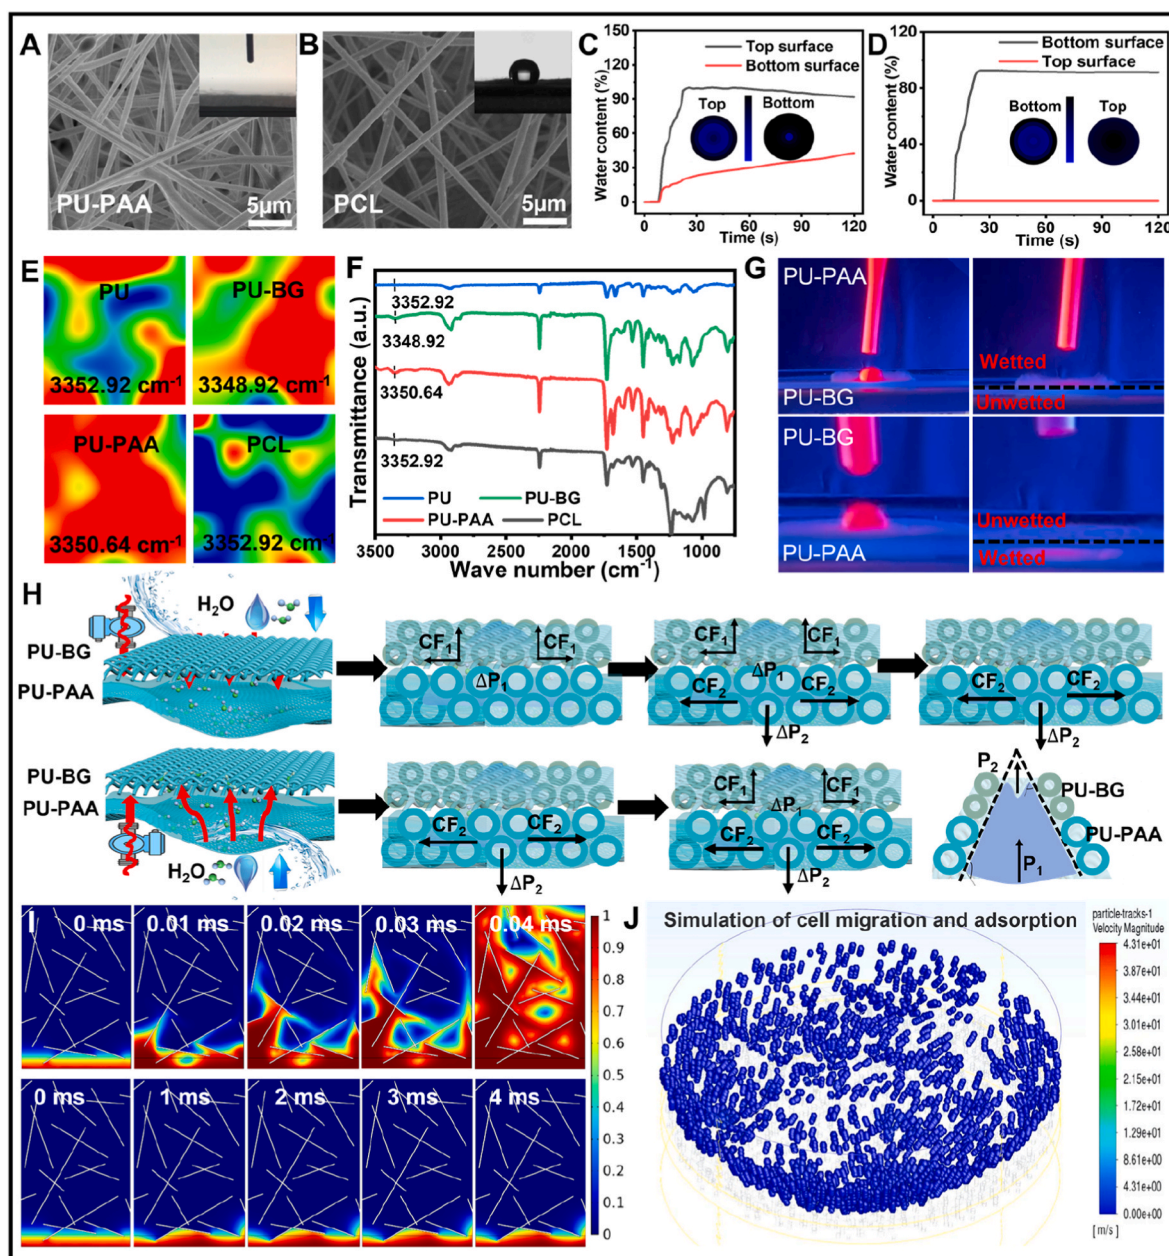 A
PU-PAA
5μm
B
PCL
5μm
C
Water content (%)
150
120
90
60
30
0
Top surface
Bottom surface
Top
Bottom
0 30 60 90 120
Time (s)
D
Water content (%)
120
80
40
0
Bottom surface
Top surface
Bottom
Top
0 30 60 90 120
Time (s)
E
PU
3352.92 cm⁻¹
PU-BG
3348.92 cm⁻¹
PU-PAA
3350.64 cm⁻¹
PCL
3352.92 cm⁻¹
F
Transmittance (a.u.)
3352.92
3348.92
3350.64
3352.92
PU
PU-BG
PU-PAA
PCL
3500 3000 2500 2000 1500 1000
Wave number (cm⁻¹)
G
PU-PAA
PU-BG
Wetted
Unwetted
PU-BG
PU-PAA
Unwetted
Wetted
H
H₂O
PU-BG
PU-PAA
CF₁ CF₁
ΔP₁
CF₁ CF₁
ΔP₁
CF₂ CF₂
ΔP₂
CF₂ CF₂
ΔP₂
PU-BG
PU-PAA
H₂O
CF₂ CF₂
ΔP₂
CF₁ CF₁
ΔP₁
CF₂ CF₂
ΔP₂
P₂
PU-BG
PU-PAA
P₁
I
0 ms
0.01 ms
0.02 ms
0.03 ms
0.04 ms
0 ms
1 ms
2 ms
3 ms
4 ms
1
0.9
0.8
0.7
0.6
0.5
0.4
0.3
0.2
0.1
0
J
Simulation of cell migration and adsorption
particle-tracks-1
Velocity Magnitude
4.31e+01
3.87e+01
3.44e+01
3.01e+01
2.58e+01
2.15e+01
1.72e+01
1.29e+01
8.61e+00
4.31e+00
0.00e+00
[ m/s ]